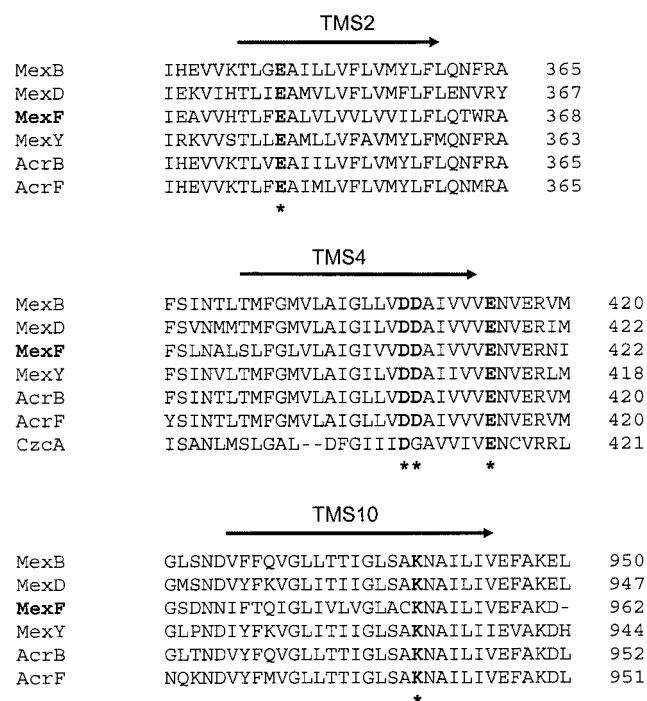 TMS2
MexB IHEVVKTLGEAILLVFLVMYLFLQNFRA 365
MexD IEKVIHTLIEAMVLVFLVMFLFLENVRY 367
MexF IEAVVHTLFEALVLVVLVVILFLQTWRA 368
MexY IRKVVSTLLEAMLLVFAVMYLFMQNFRA 363
AcrB IHEVVKTLVEAIILVFLVMYLFLQNFRA 365
AcrF IHEVVKTLFEAIMLVFLVMYLFLQNMRA 365
*
TMS4
MexB FSINTLTMFGMVLAIGLLVDDAIVVVENVERVM 420
MexD FSVNMMTMFGMVLAIGILVDDAIVVVENVERIM 422
MexF FSLNALSLFGLVLAIGIVVDDAIVVVENVERNI 422
MexY FSINVLTMFGMVLAIGILVDDAIIVVENVERLM 418
AcrB FSINTLTMFGMVLAIGLLVDDAIVVVENVERVM 420
AcrF YSINTLTMFGMVLAIGLLVDDAIVVVENVERVM 420
CzcA ISANLMSLGAL--DFGIIIDGAVVIVENCVRRL 421
** *
TMS10
MexB GLSNDVFFQVGLLTTIGLSAKNAILIVEFAKEL 950
MexD GMSNDVYFKVGLITIIGLSAKNAILIVEFAKEL 947
MexF GSDNNIFTQIGLIVLVGLACKNAILIVEFAKD- 962
MexY GLPNDIYFKVGLITIIGLSAKNAILIIEVAKDH 944
AcrB GLTNDVYFQVGLLTTIGLSAKNAILIVEFAKDL 952
AcrF NQKNDVYFMVGLLTTIGLSAKNAILIVEFAKDL 951
*